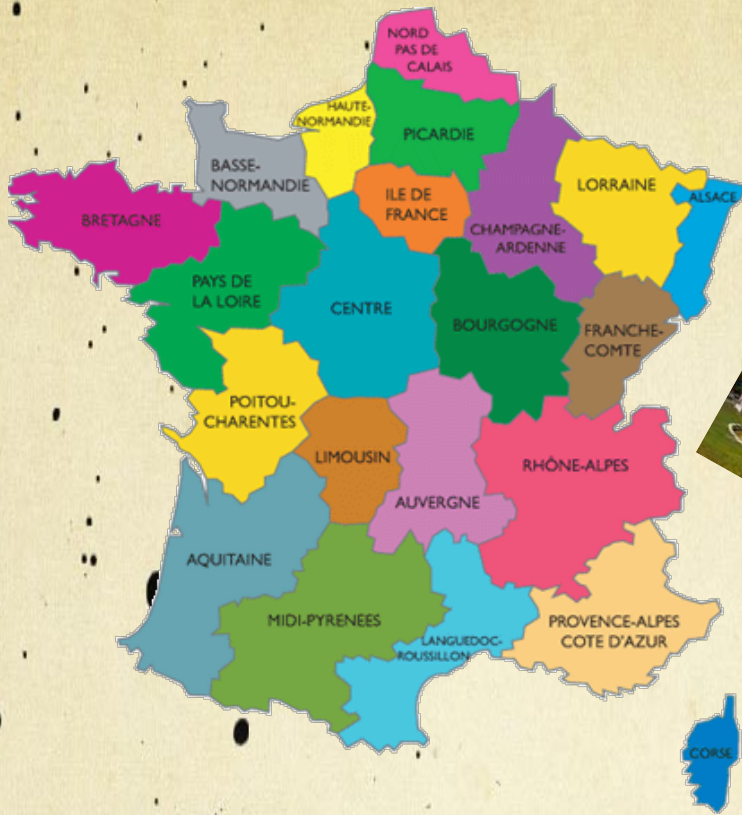 NORD
PAS DE
CALAIS
HAUTE-
NORMANDIE
PICARDIE
BASSE-
NORMANDIE
LORRAINE
ALSACE
ILE DE
FRANCE
BRETAGNE
CHAMPAGNE-
ARDENNE
PAYS DE
LA LOIRE
CENTRE
BOURGOGNE
FRANCHE-
COMTE
POITOU-
CHARENTES
LIMOUSIN
RHÔNE-ALPES
AUVERGNE
AQUITAINE
MIDI-PYRENEES
PROVENCE-ALPES
COTE D'AZUR
LANGUEDOC-
ROUSSILLON
CORSE